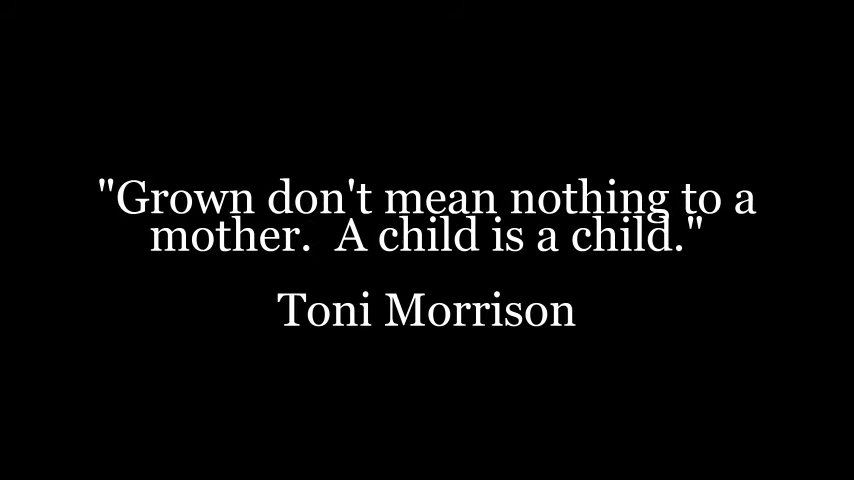 "Grown don't mean nothing to a
mother.  A child is a child."
Toni Morrison